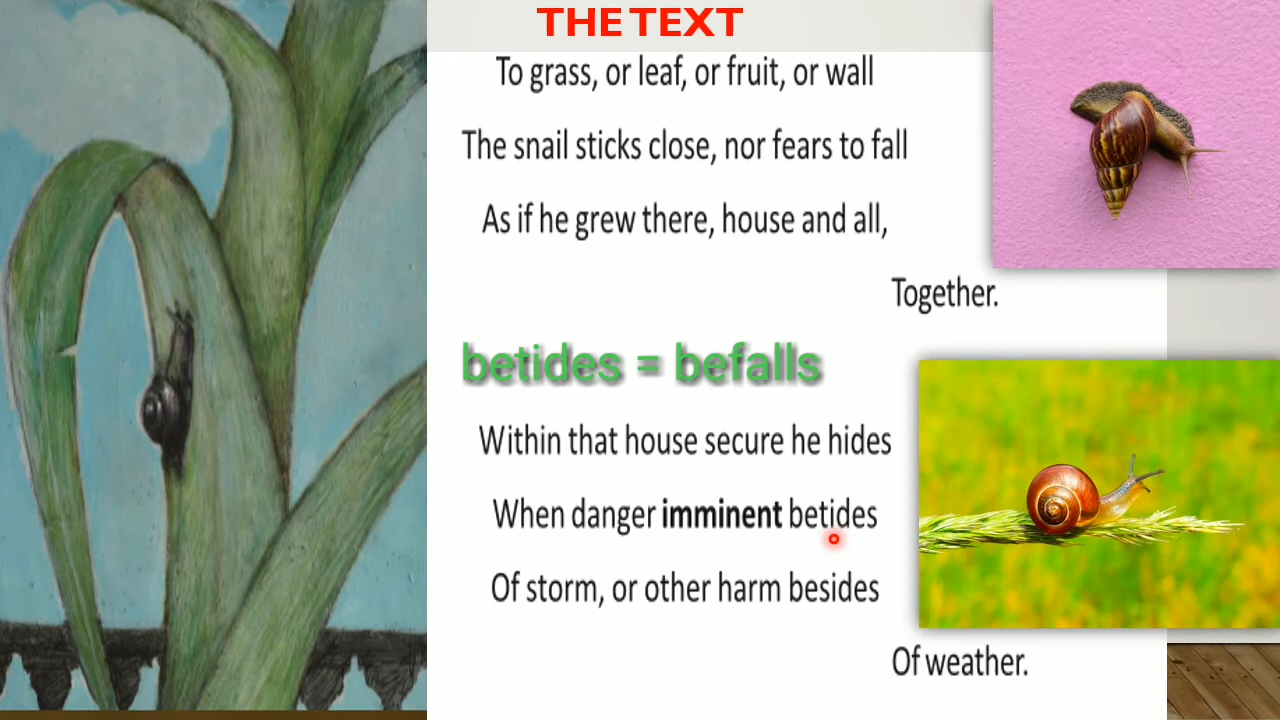 THE TEXT
To grass, or leaf, or fruit, or wall
The snail sticks close, nor fears to fall
As if he grew there, house and all,
Together.
betides = befalls
Within that house secure he hides
When danger imminent betides
Of storm, or other harm besides
Of weather.